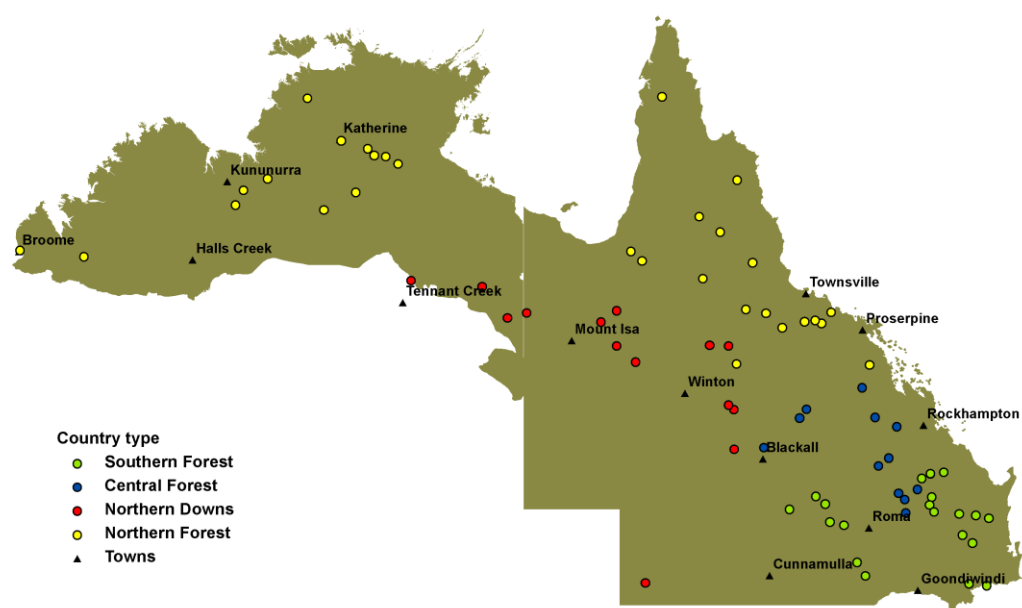 Katherine
Kununurra
Broome
Halls Creek
Tennant Creek
Townsville
Proserpine
Mount Isa
Winton
Rockhampton
Blackall
Roma
Cunnamulla
Goondiwindi
Country type
Southern Forest
Central Forest
Northern Downs
Northern Forest
Towns